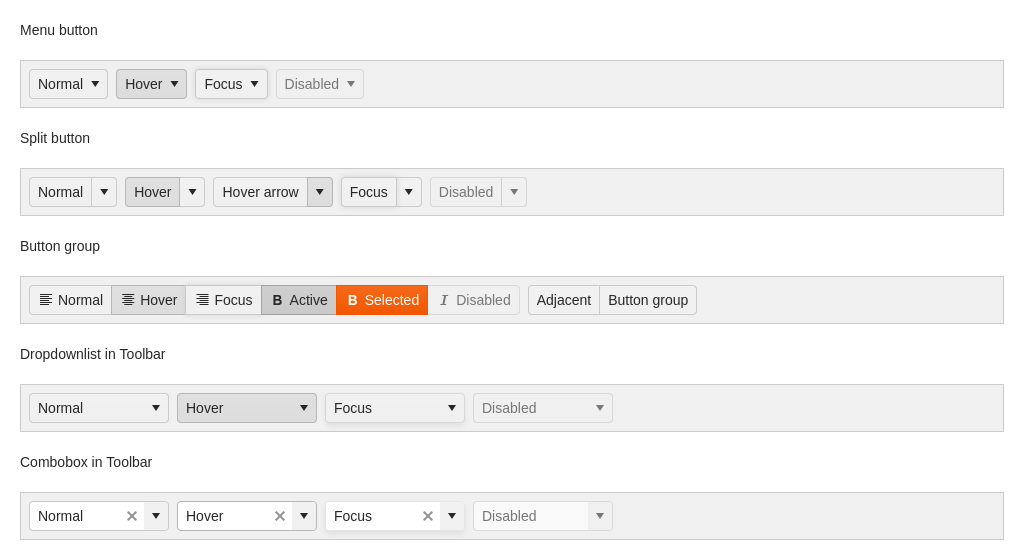 Menu button
Normal Hover Focus Disabled
Split button
Normal Hover Hover arrow Focus Disabled
Button group
Normal Hover Focus B Active B Selected I Disabled Adjacent Button group
Dropdownlist in Toolbar
Normal Hover Focus Disabled
Combobox in Toolbar
Normal Hover Focus Disabled